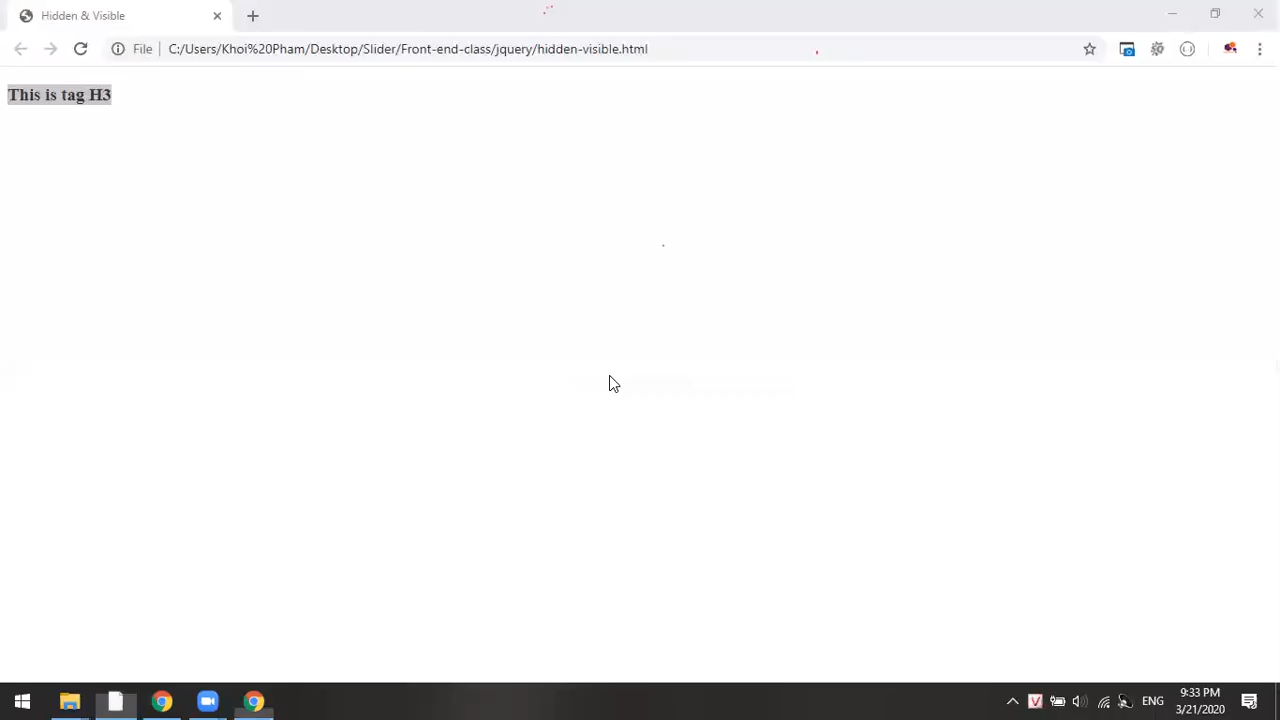 Hidden & Visible
File
C:/Users/Khoi%20Pham/Desktop/Slider/Front-end-class/jquery/hidden-visible.html
This is tag H3
V
ENG
9:33 PM
3/21/2020